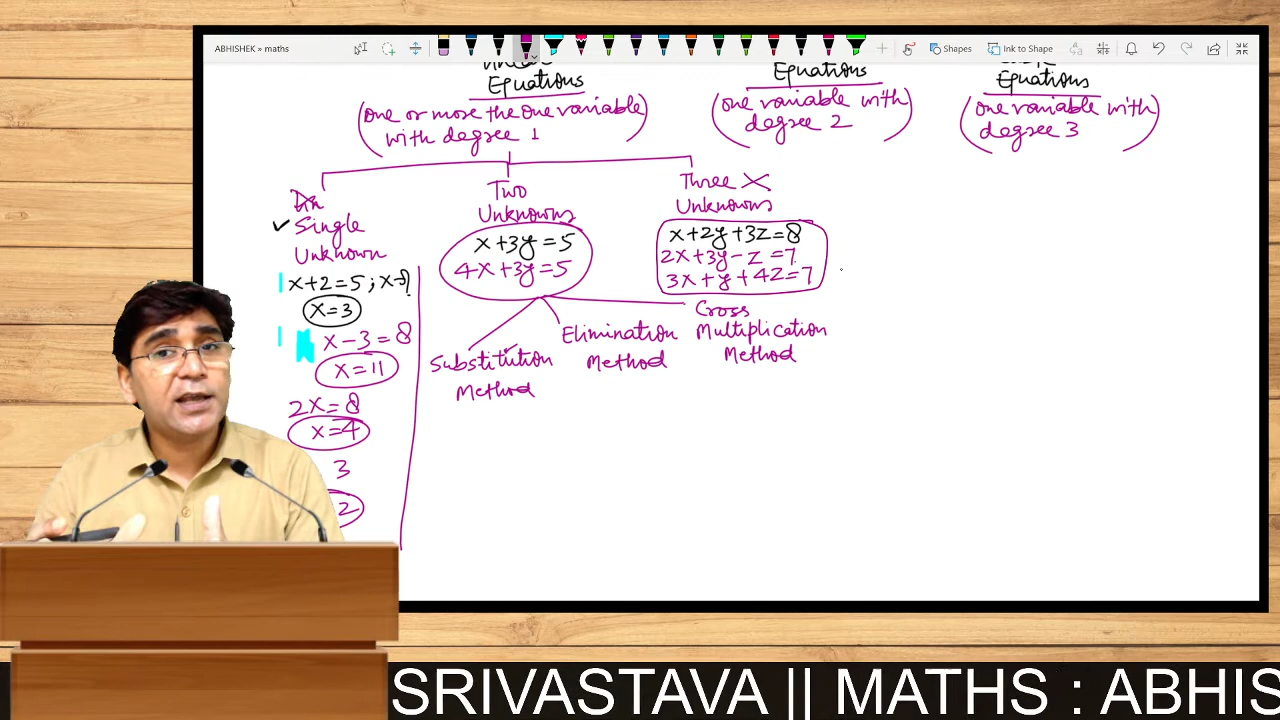 ABHISHEK » maths
Shapes
Ink to Shape
Equations
(one or more the one variable
with degree 1)
Equations
(one variable with
degree 2)
Equations
(one variable with
degree 3)
Single
Unknown
x+2=5 ; x=?
x=3
x-3=8
x=11
2x=8
x=4
3
2
Two
Unknowns
x+3y=5
4x+3y=5
Three X
Unknowns
x+2y+3z=8
2x+3y-z=7
3x+y+4z=7
Substitution
Method
Elimination
Method
Cross
Multiplication
Method
SRIVASTAVA || MATHS : ABHIS